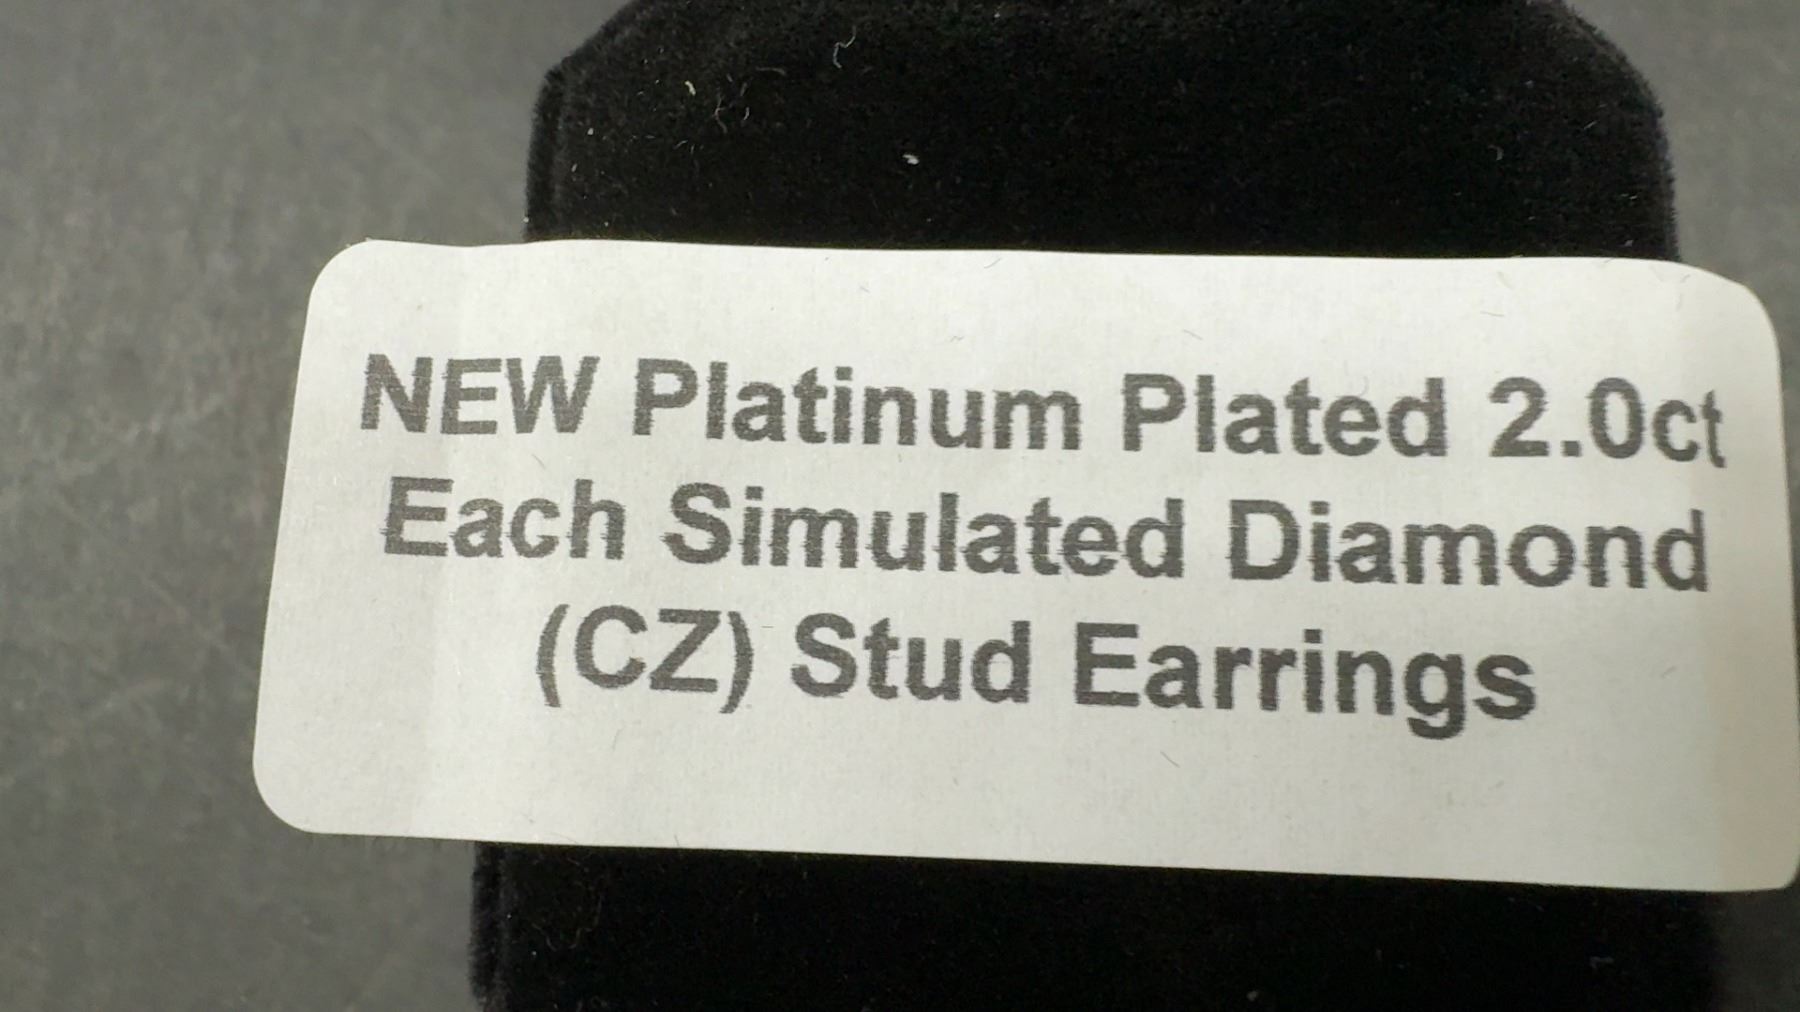 NEW Platinum Plated 2.0ct
Each Simulated Diamond
(CZ) Stud Earrings